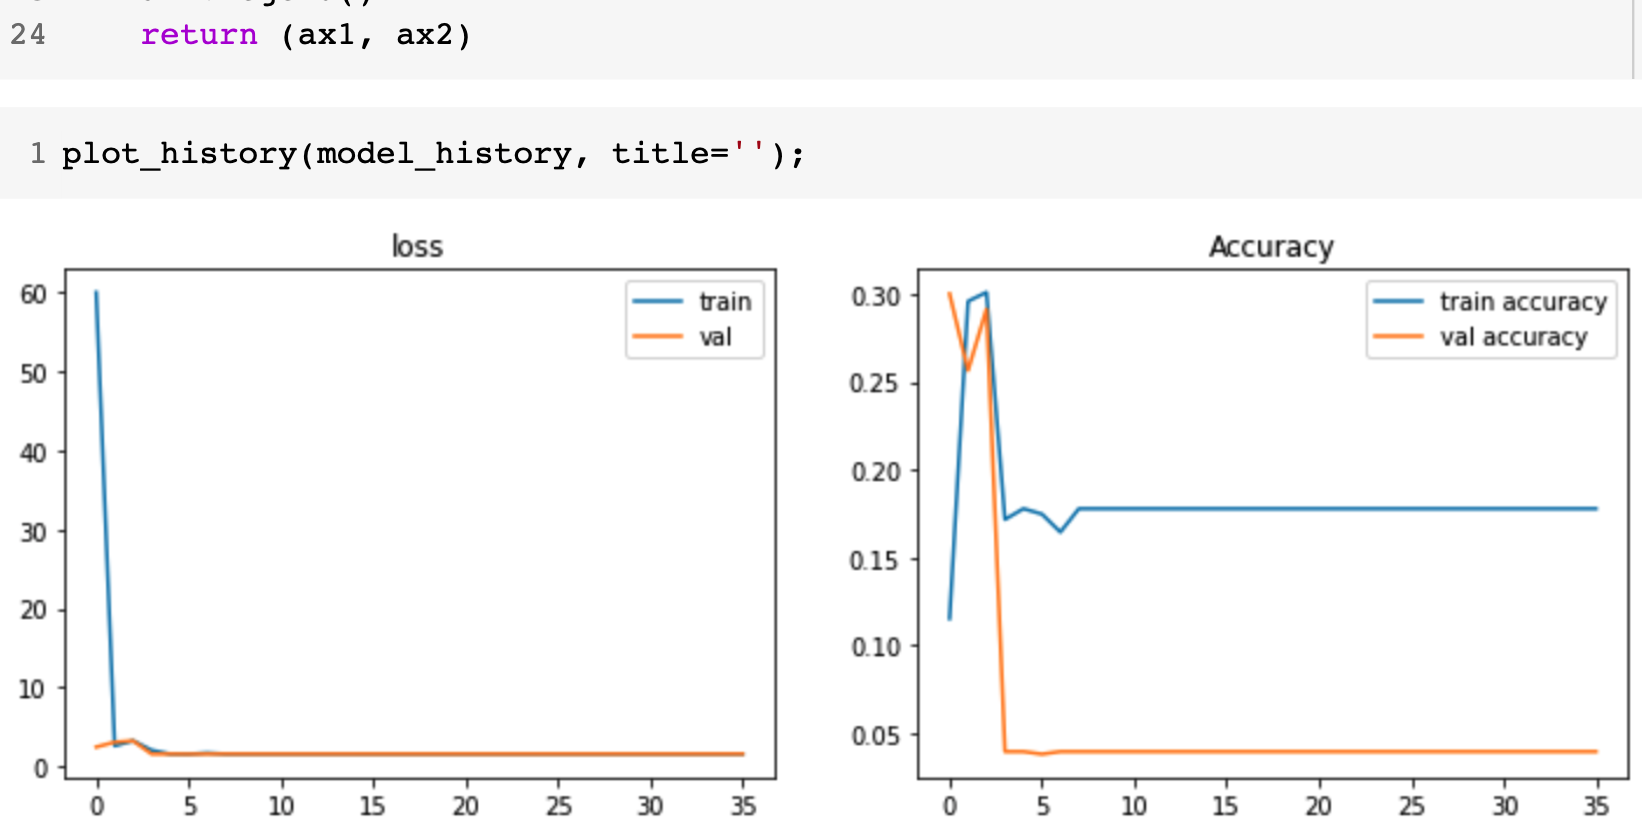 24 return (ax1, ax2)
1 plot_history(model_history, title='');
loss
Accuracy
60
50
40
30
20
10
0
train
val
0 5 10 15 20 25 30 35
0.30
0.25
0.20
0.15
0.10
0.05
train accuracy
val accuracy
0 5 10 15 20 25 30 35